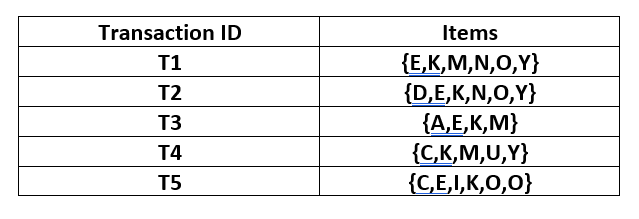 Transaction ID Items
T1 {E,K,M,N,O,Y}
T2 {D,E,K,N,O,Y}
T3 {A,E,K,M}
T4 {C,K,M,U,Y}
T5 {C,E,I,K,O,O}